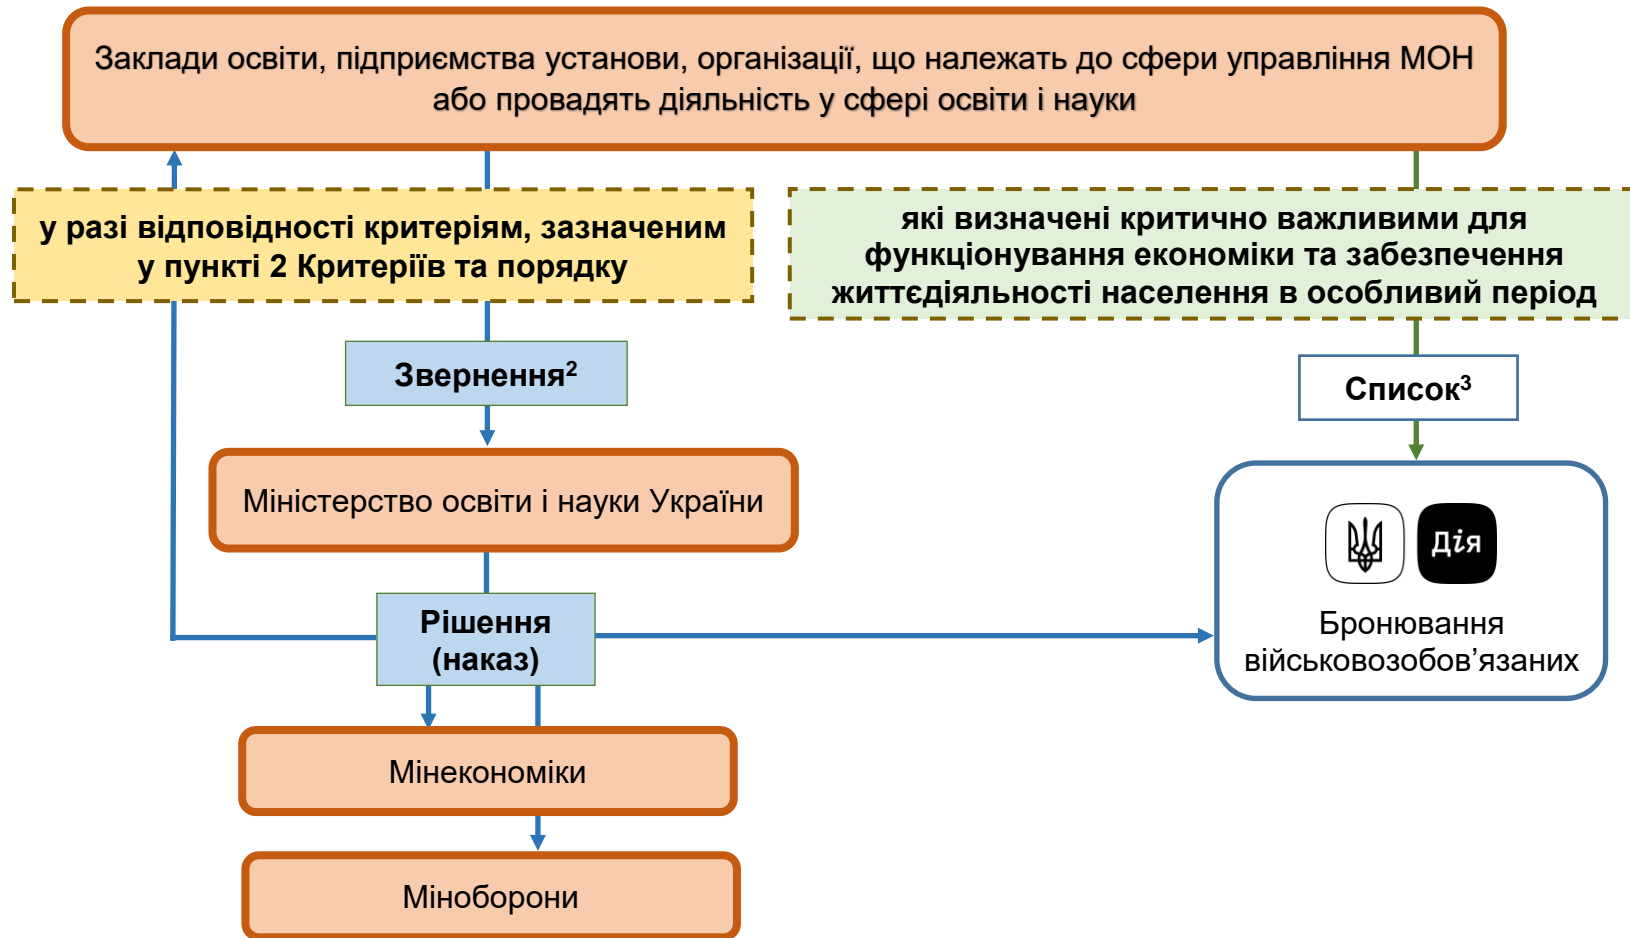 Заклади освіти, підприємства установи, організації, що належать до сфери управління МОН
або провадять діяльність у сфері освіти і науки
у разі відповідності критеріям, зазначеним
у пункті 2 Критеріїв та порядку
які визначені критично важливими для
функціонування економіки та забезпечення
життєдіяльності населення в особливий період
Звернення²
Список³
Міністерство освіти і науки України
Дія
Рішення
(наказ)
Бронювання
військовозобов’язаних
Мінекономіки
Міноборони